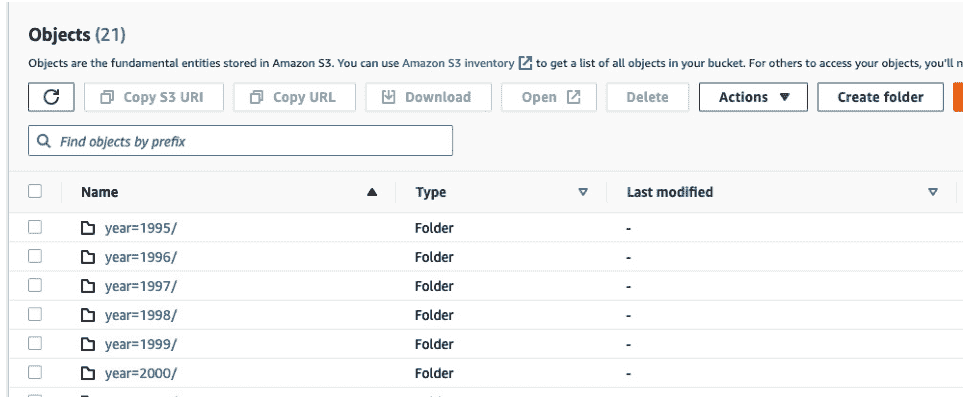 Objects (21)
Objects are the fundamental entities stored in Amazon S3. You can use Amazon S3 inventory to get a list of all objects in your bucket. For others to access your objects, you'll n
Copy S3 URI Copy URL Download Open Delete Actions Create folder
Find objects by prefix
Name Type Last modified
year=1995/ Folder -
year=1996/ Folder -
year=1997/ Folder -
year=1998/ Folder -
year=1999/ Folder -
year=2000/ Folder -